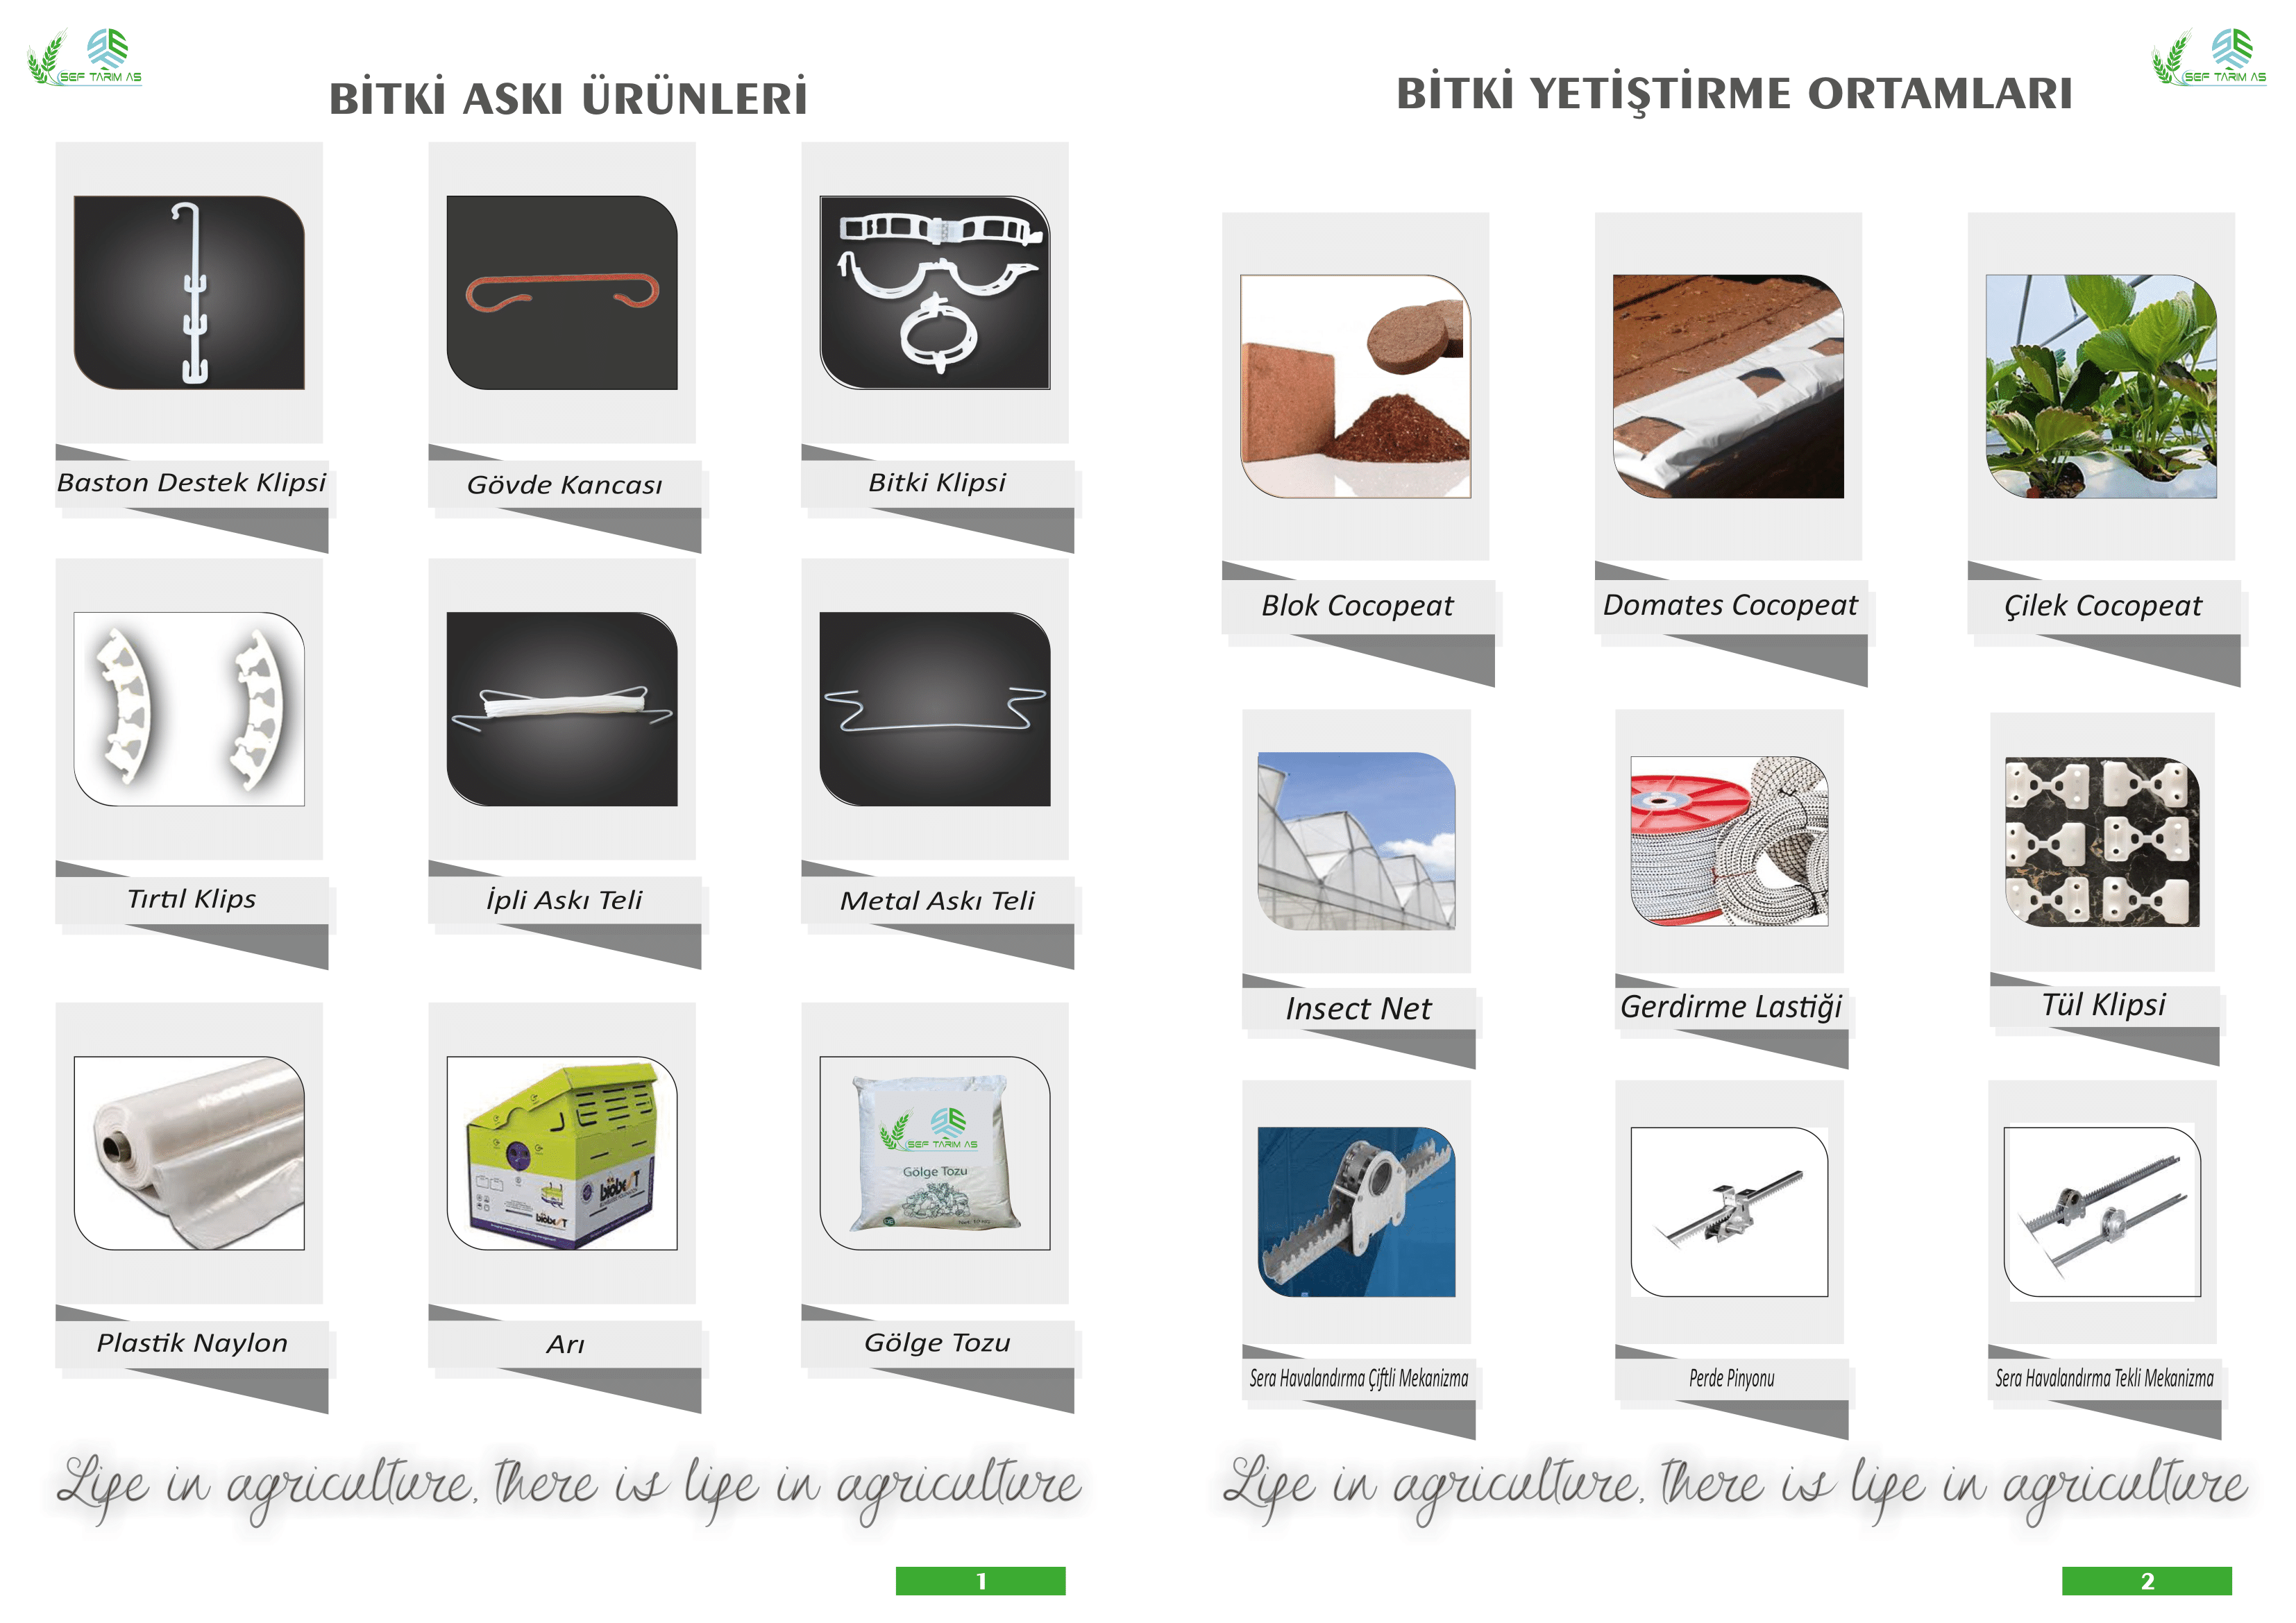 SEF TARIM AS
BİTKİ ASKI ÜRÜNLERİ
Baston Destek Klipsi
Gövde Kancası
Bitki Klipsi
Tırtıl Klips
İpli Askı Teli
Metal Askı Teli
biobest
biobest
SEF TARIM AS
Gölge Tozu
Plastik Naylon
Arı
Gölge Tozu
Life in agriculture, there is life in agriculture
1
SEF TARIM AS
BİTKİ YETİŞTİRME ORTAMLARI
Blok Cocopeat
Domates Cocopeat
Çilek Cocopeat
Insect Net
Gerdirme Lastiği
Tül Klipsi
Sera Havalandırma Çiftli Mekanizma
Perde Pinyonu
Sera Havalandırma Tekli Mekanizma
Life in agriculture, there is life in agriculture
2